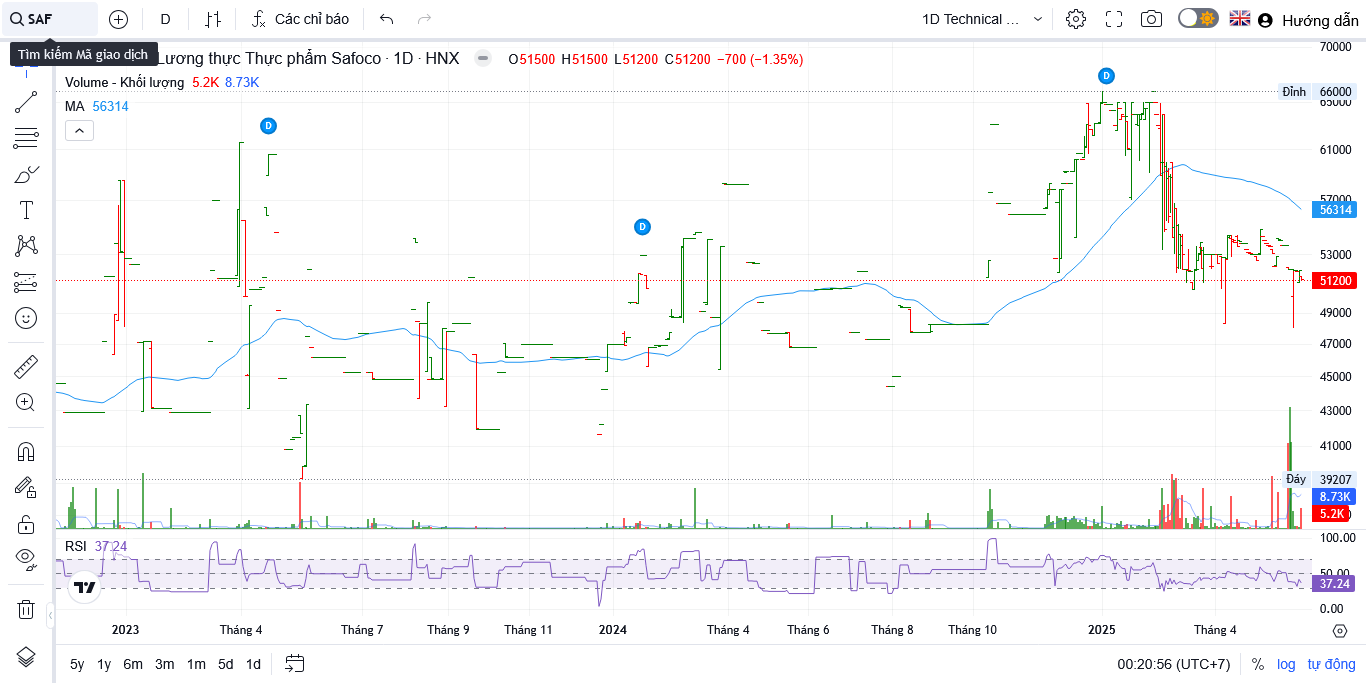 SAF D Các chỉ báo 1D Technical ... Hướng dẫn
Tìm kiếm Mã giao dịch
Lương thực Thực phẩm Safoco · 1D · HNX O51500 H51500 L51200 C51200 −700 (−1.35%)
Volume - Khối lượng 5.2K 8.73K
MA 56314
D
D
D
70000
Đỉnh 66000
65000
61000
57000
56314
53000
51200
49000
47000
45000
43000
41000
Đáy 39207
8.73K
5.2K
RSI 37.24
100.00
50.00
37.24
0.00
2023 Tháng 4 Tháng 7 Tháng 9 Tháng 11 2024 Tháng 4 Tháng 6 Tháng 8 Tháng 10 2025 Tháng 4
5y 1y 6m 3m 1m 5d 1d 00:20:56 (UTC+7) % log tự động